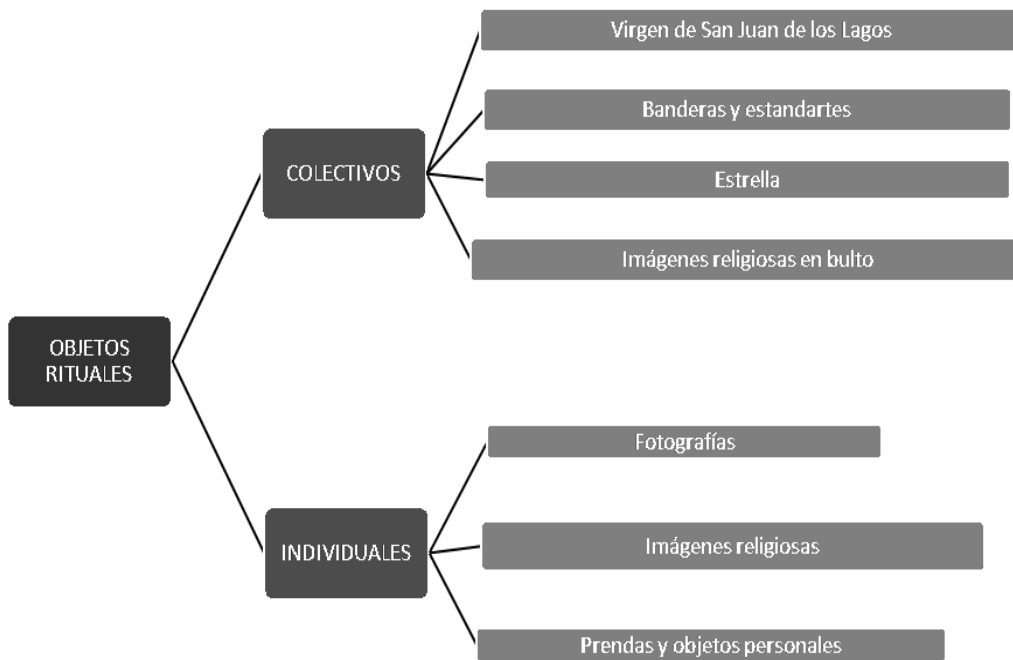 Virgen de San Juan de los Lagos
Banderas y estandartes
COLECTIVOS
Estrella
Imágenes religiosas en bulto
OBJETOS
RITUALES
Fotografías
INDIVIDUALES
Imágenes religiosas
Prendas y objetos personales